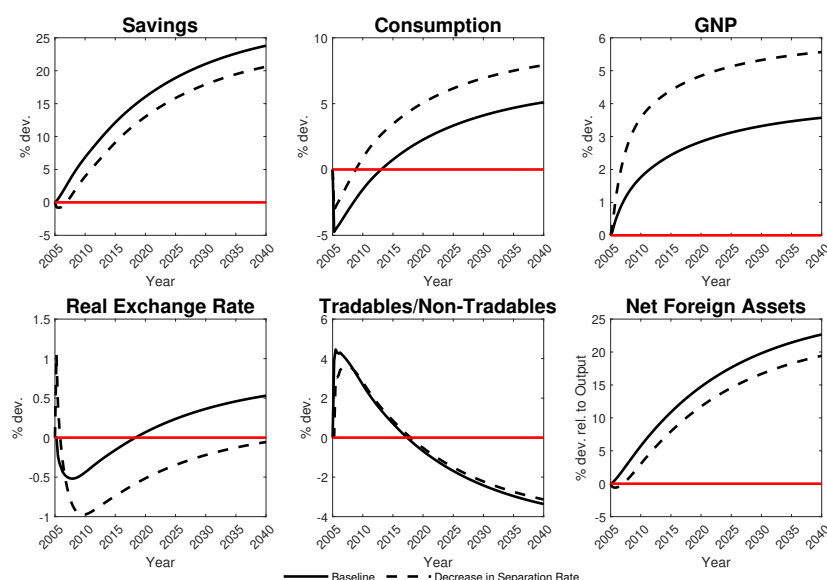 Savings
Consumption
GNP
25
20
15
10
5
0
-5
% dev.
2005 2010 2015 2020 2025 2030 2035 2040
Year
10
5
0
-5
% dev.
2005 2010 2015 2020 2025 2030 2035 2040
Year
6
5
4
3
2
1
0
% dev.
2005 2010 2015 2020 2025 2030 2035 2040
Year
Real Exchange Rate
Tradables/Non-Tradables
Net Foreign Assets
1.5
1
0.5
0
-0.5
-1
% dev.
2005 2010 2015 2020 2025 2030 2035 2040
Year
6
4
2
0
-2
-4
% dev.
2005 2010 2015 2020 2025 2030 2035 2040
Year
25
20
15
10
5
0
-5
% dev. rel. to Output
2005 2010 2015 2020 2025 2030 2035 2040
Year
Baseline
Decrease in Separation Rate